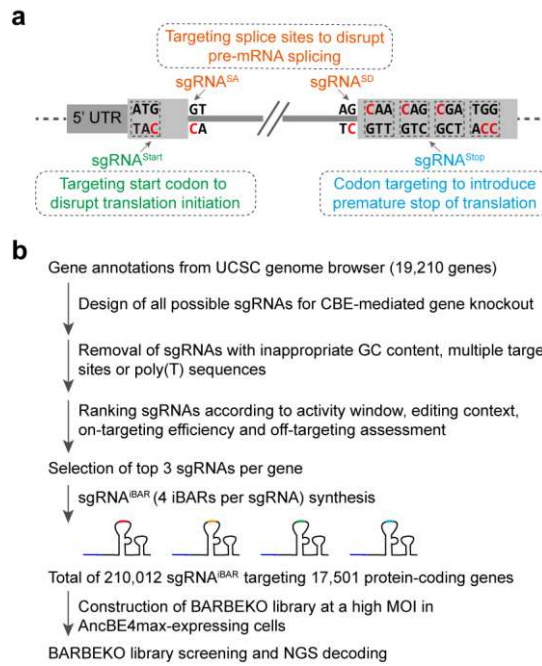 a
Targeting splice sites to disrupt
pre-mRNA splicing
sgRNA^SA
sgRNA^SD
5' UTR
ATG
TAC
GT
CA
AG
TC
CAA CAG CGA TGG
GTT GTC GCT ACC
sgRNA^Start
sgRNA^Stop
Targeting start codon to
disrupt translation initiation
Codon targeting to introduce
premature stop of translation
b
Gene annotations from UCSC genome browser (19,210 genes)
Design of all possible sgRNAs for CBE-mediated gene knockout
Removal of sgRNAs with inappropriate GC content, multiple target
sites or poly(T) sequences
Ranking sgRNAs according to activity window, editing context,
on-targeting efficiency and off-targeting assessment
Selection of top 3 sgRNAs per gene
sgRNA^iBAR (4 iBARs per sgRNA) synthesis
Total of 210,012 sgRNA^iBAR targeting 17,501 protein-coding genes
Construction of BARBEKO library at a high MOI in
AncBE4max-expressing cells
BARBEKO library screening and NGS decoding